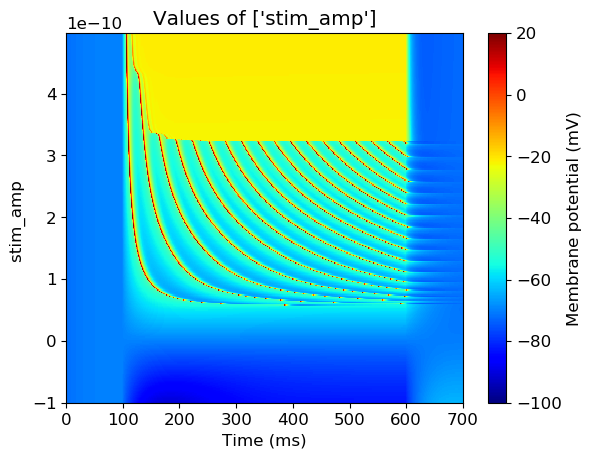 Values of ['stim_amp']
1e−10
4
3
2
1
0
−1
stim_amp
0 100 200 300 400 500 600 700
Time (ms)
20
0
−20
−40
−60
−80
−100
Membrane potential (mV)